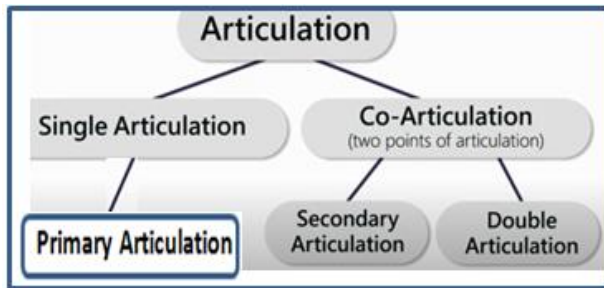 Articulation
Single Articulation
Co-Articulation
(two points of articulation)
Primary Articulation
Secondary
Articulation
Double
Articulation